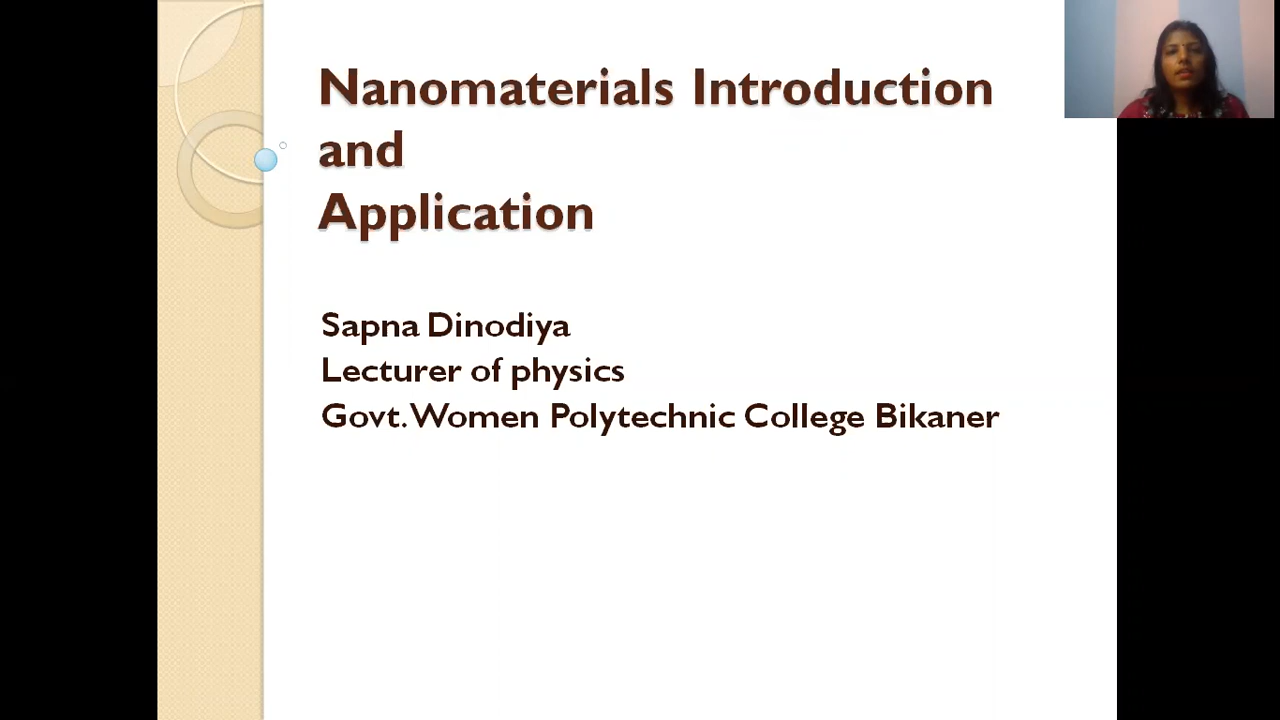 Nanomaterials Introduction
and
Application
Sapna Dinodiya
Lecturer of physics
Govt. Women Polytechnic College Bikaner